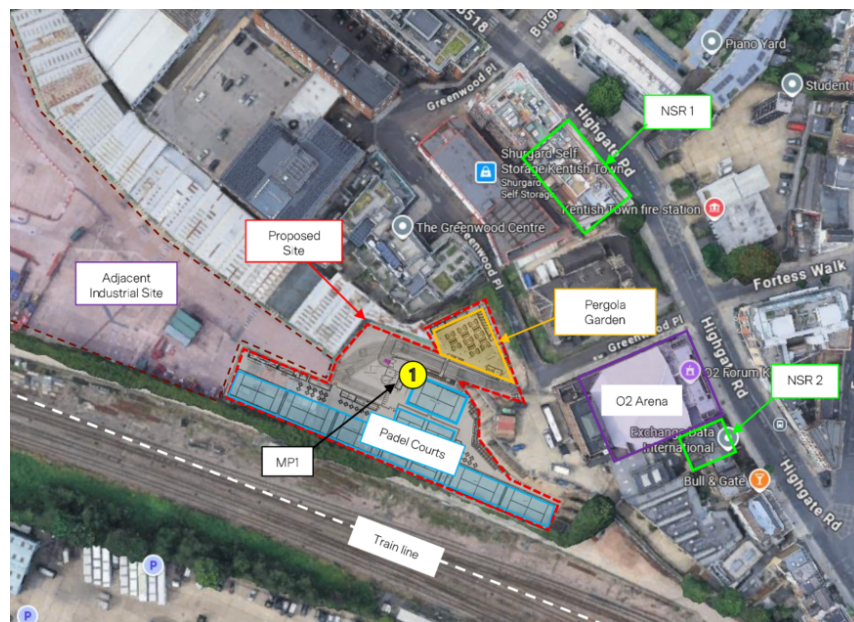 8518
Burg
Piano Yard
Student
Greenwood Pl
NSR 1
Highgate Rd
Shurgard Self
Storage Kentish Town
Shurgard
Self Storage
Kentish Town fire station
The Greenwood Centre
Greenwood Pl
Proposed
Site
Fortess Walk
Adjacent
Industrial Site
Pergola
Garden
Greenwood Pl
Highgate Rd
1
O2 Forum K
NSR 2
O2 Arena
Padel Courts
Exchange Data
International
MP1
Bull & Gate
Highgate Rd
Train line
P
P